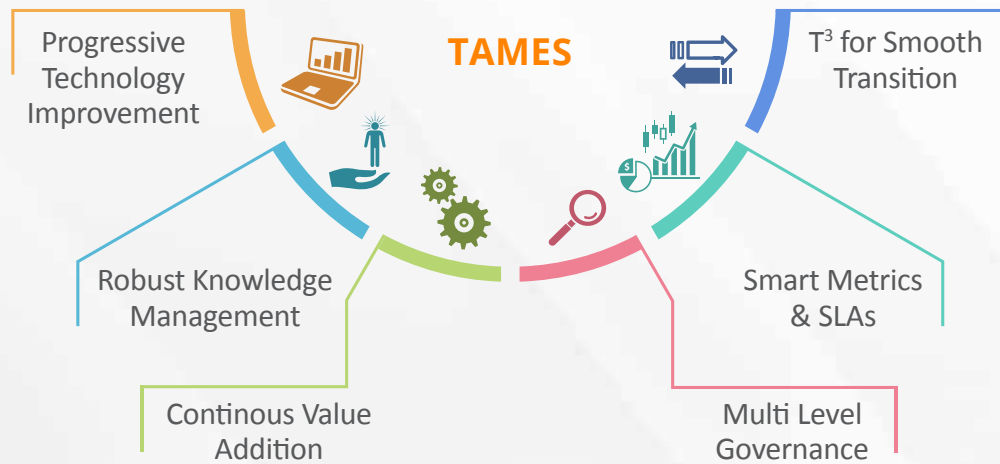 TAMES
Progressive
Technology
Improvement
T³ for Smooth
Transition
$
Robust Knowledge
Management
Smart Metrics
& SLAs
Continous Value
Addition
Multi Level
Governance